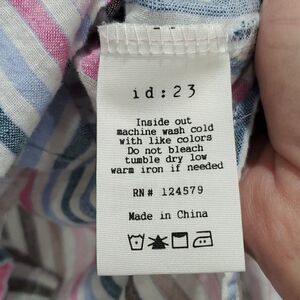 id:23
Inside out
machine wash cold
with like colors
Do not bleach
tumble dry low
warm iron if needed
RN# 124579
Made in China